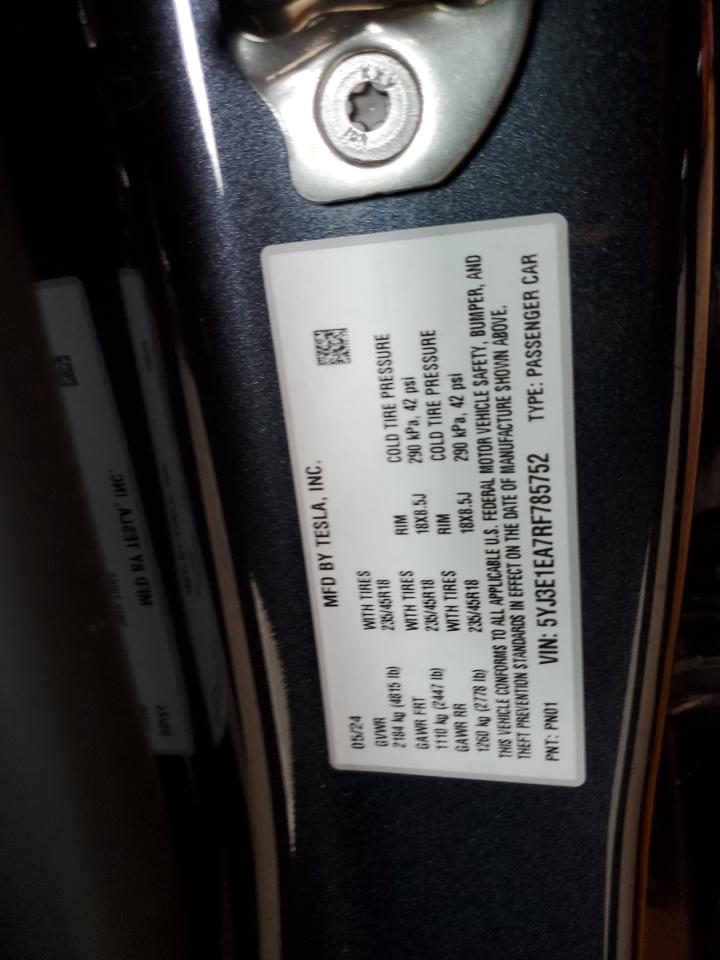 MFD BY TESLA, INC.
05/24
GVWR WITH TIRES RIM COLD TIRE PRESSURE
2184 kg (4815 lb) 235/45R18 18X8.5J 290 kPa, 42 psi
GAWR FRT WITH TIRES RIM COLD TIRE PRESSURE
1110 kg (2447 lb) 235/45R18 18X8.5J 290 kPa, 42 psi
GAWR RR WITH TIRES
1260 kg (2778 lb) 235/45R18
THIS VEHICLE CONFORMS TO ALL APPLICABLE U.S. FEDERAL MOTOR VEHICLE SAFETY, BUMPER, AND
THEFT PREVENTION STANDARDS IN EFFECT ON THE DATE OF MANUFACTURE SHOWN ABOVE.
PNT: PN01 VIN: 5YJ3E1EA7RF785752 TYPE: PASSENGER CAR